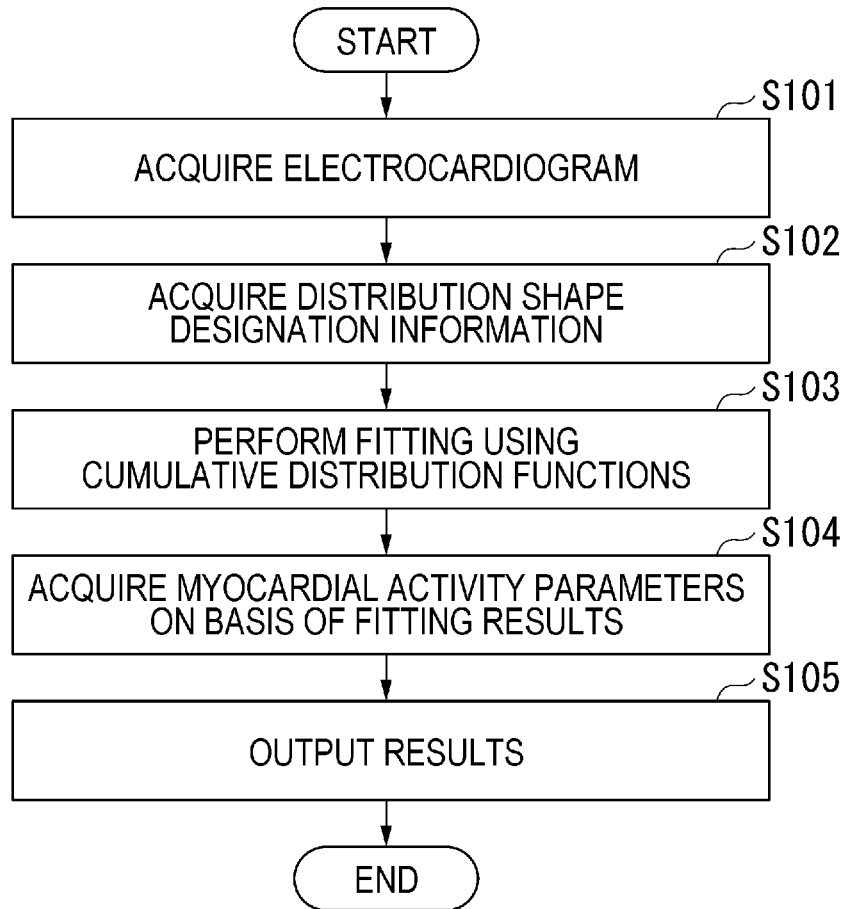 START
S101
ACQUIRE ELECTROCARDIOGRAM
S102
ACQUIRE DISTRIBUTION SHAPE
DESIGNATION INFORMATION
S103
PERFORM FITTING USING
CUMULATIVE DISTRIBUTION FUNCTIONS
S104
ACQUIRE MYOCARDIAL ACTIVITY PARAMETERS
ON BASIS OF FITTING RESULTS
S105
OUTPUT RESULTS
END